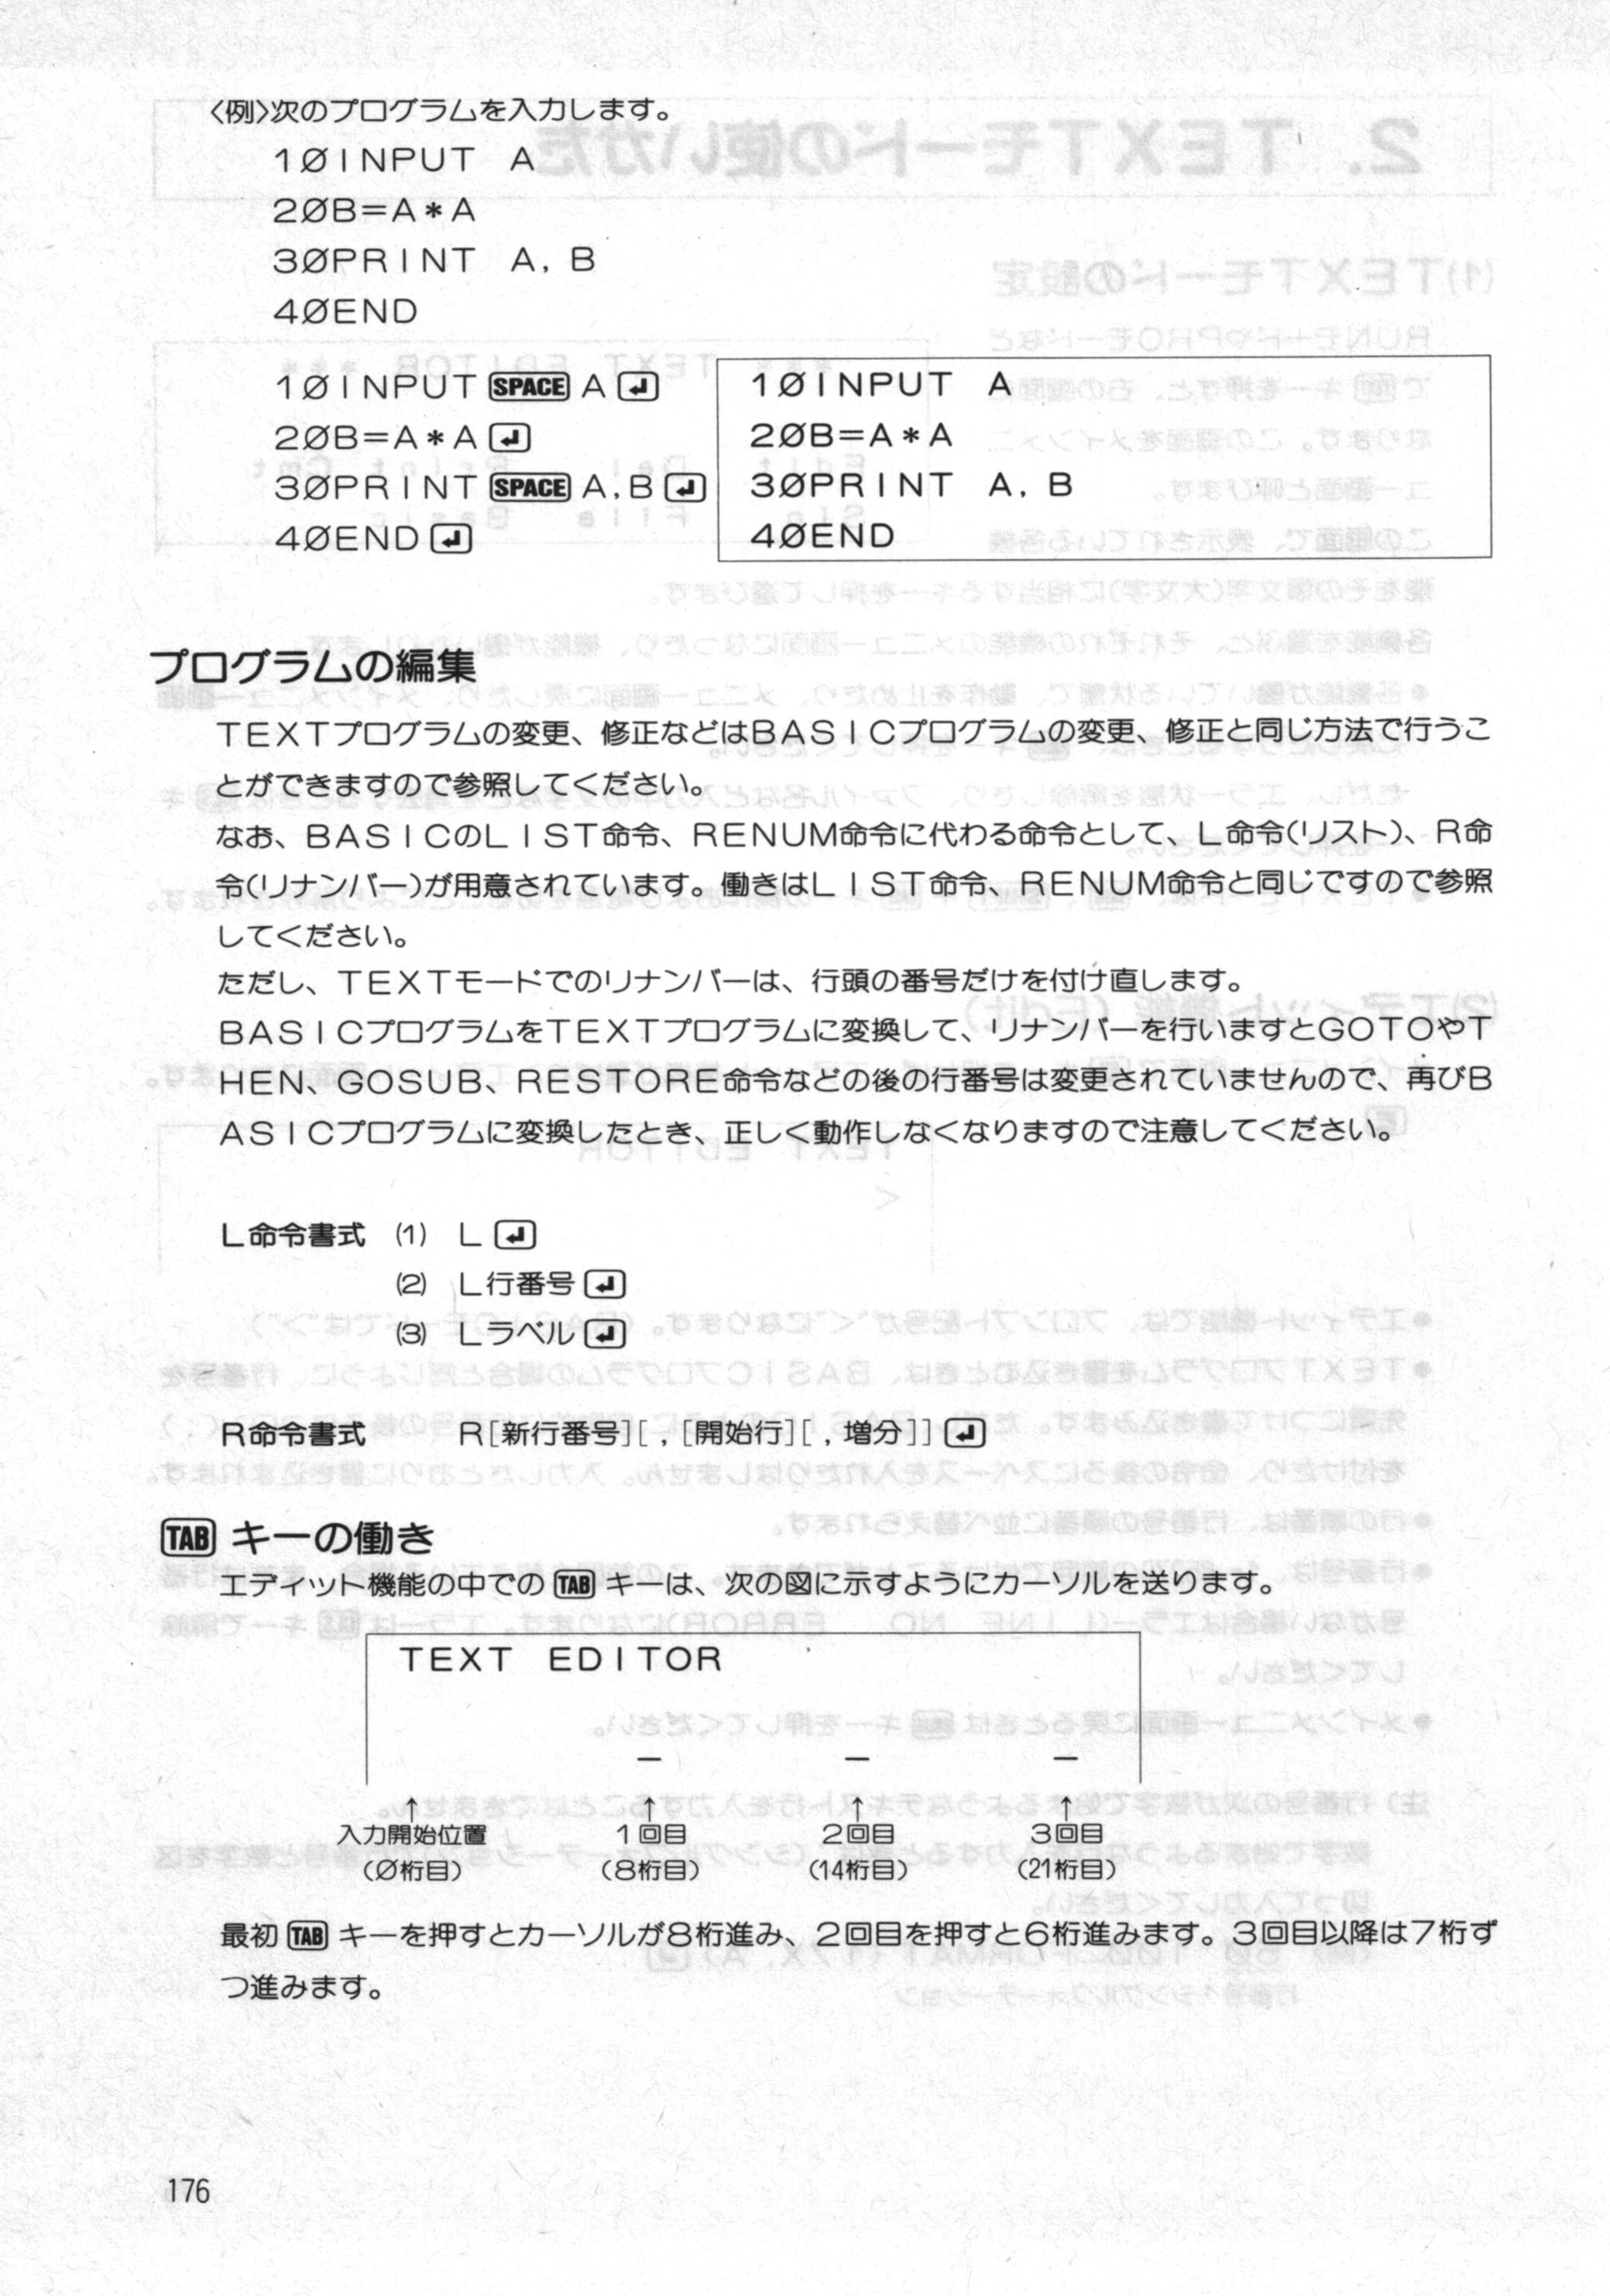 〈例〉次のプログラムを入力します。
1ØINPUT A
2ØB=A*A
3ØPRINT A, B
4ØEND
1ØINPUT SPACE A ↵
2ØB=A*A ↵
3ØPRINT SPACE A, B ↵
4ØEND ↵
1ØINPUT A
2ØB=A*A
3ØPRINT A, B
4ØEND
プログラムの編集
TEXTプログラムの変更、修正などはBASICプログラムの変更、修正と同じ方法で行うこ
とができますので参照してください。
なお、BASICのLIST命令、RENUM命令に代わる命令として、L命令(リスト)、R命
令(リナンバー)が用意されています。働きはLIST命令、RENUM命令と同じですので参照
してください。
ただし、TEXTモードでのリナンバーは、行頭の番号だけを付け直します。
BASICプログラムをTEXTプログラムに変換して、リナンバーを行いますとGOTOやT
HEN、GOSUB、RESTORE命令などの後の行番号は変更されていませんので、再びB
ASICプログラムに変換したとき、正しく動作しなくなりますので注意してください。
L命令書式 (1) L ↵
(2) L行番号 ↵
(3) Lラベル ↵
R命令書式 R[新行番号][, [開始行][, 増分]] ↵
TAB キーの働き
エディット機能の中での TAB キーは、次の図に示すようにカーソルを送ります。
TEXT EDITOR
_ _ _
↑ ↑ ↑ ↑
入力開始位置 1回目 2回目 3回目
(Ø桁目) (8桁目) (14桁目) (21桁目)
最初 TAB キーを押すとカーソルが8桁進み、2回目を押すと6桁進みます。3回目以降は7桁ず
つ進みます。
176